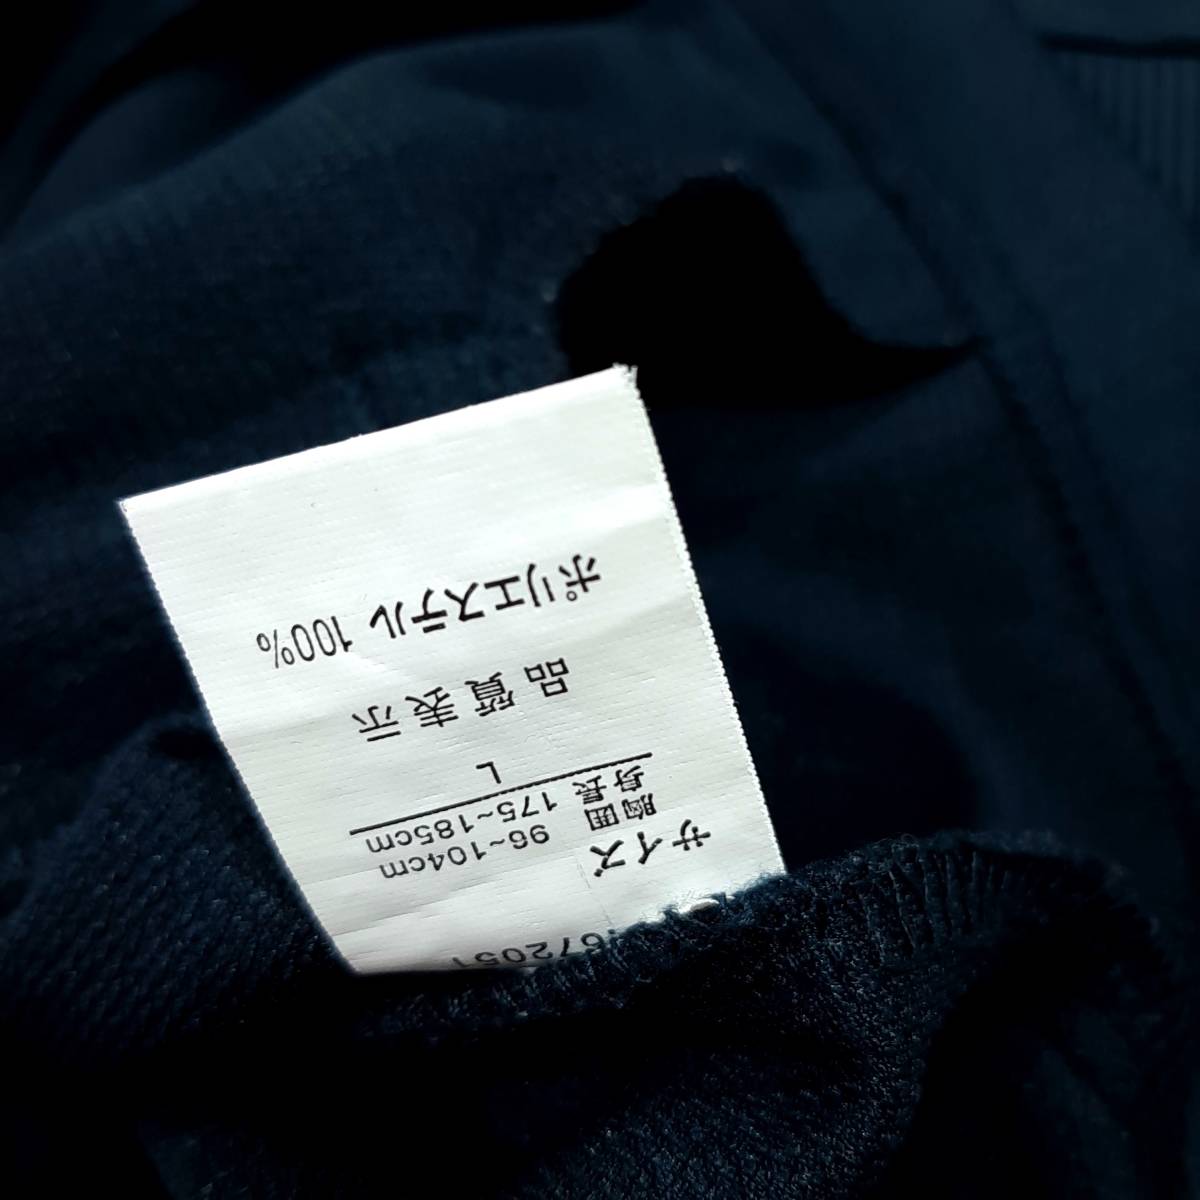 672051
サイズ
胸囲 96~104cm
身長 175~185cm
L
品質表示
ポリエステル 100%